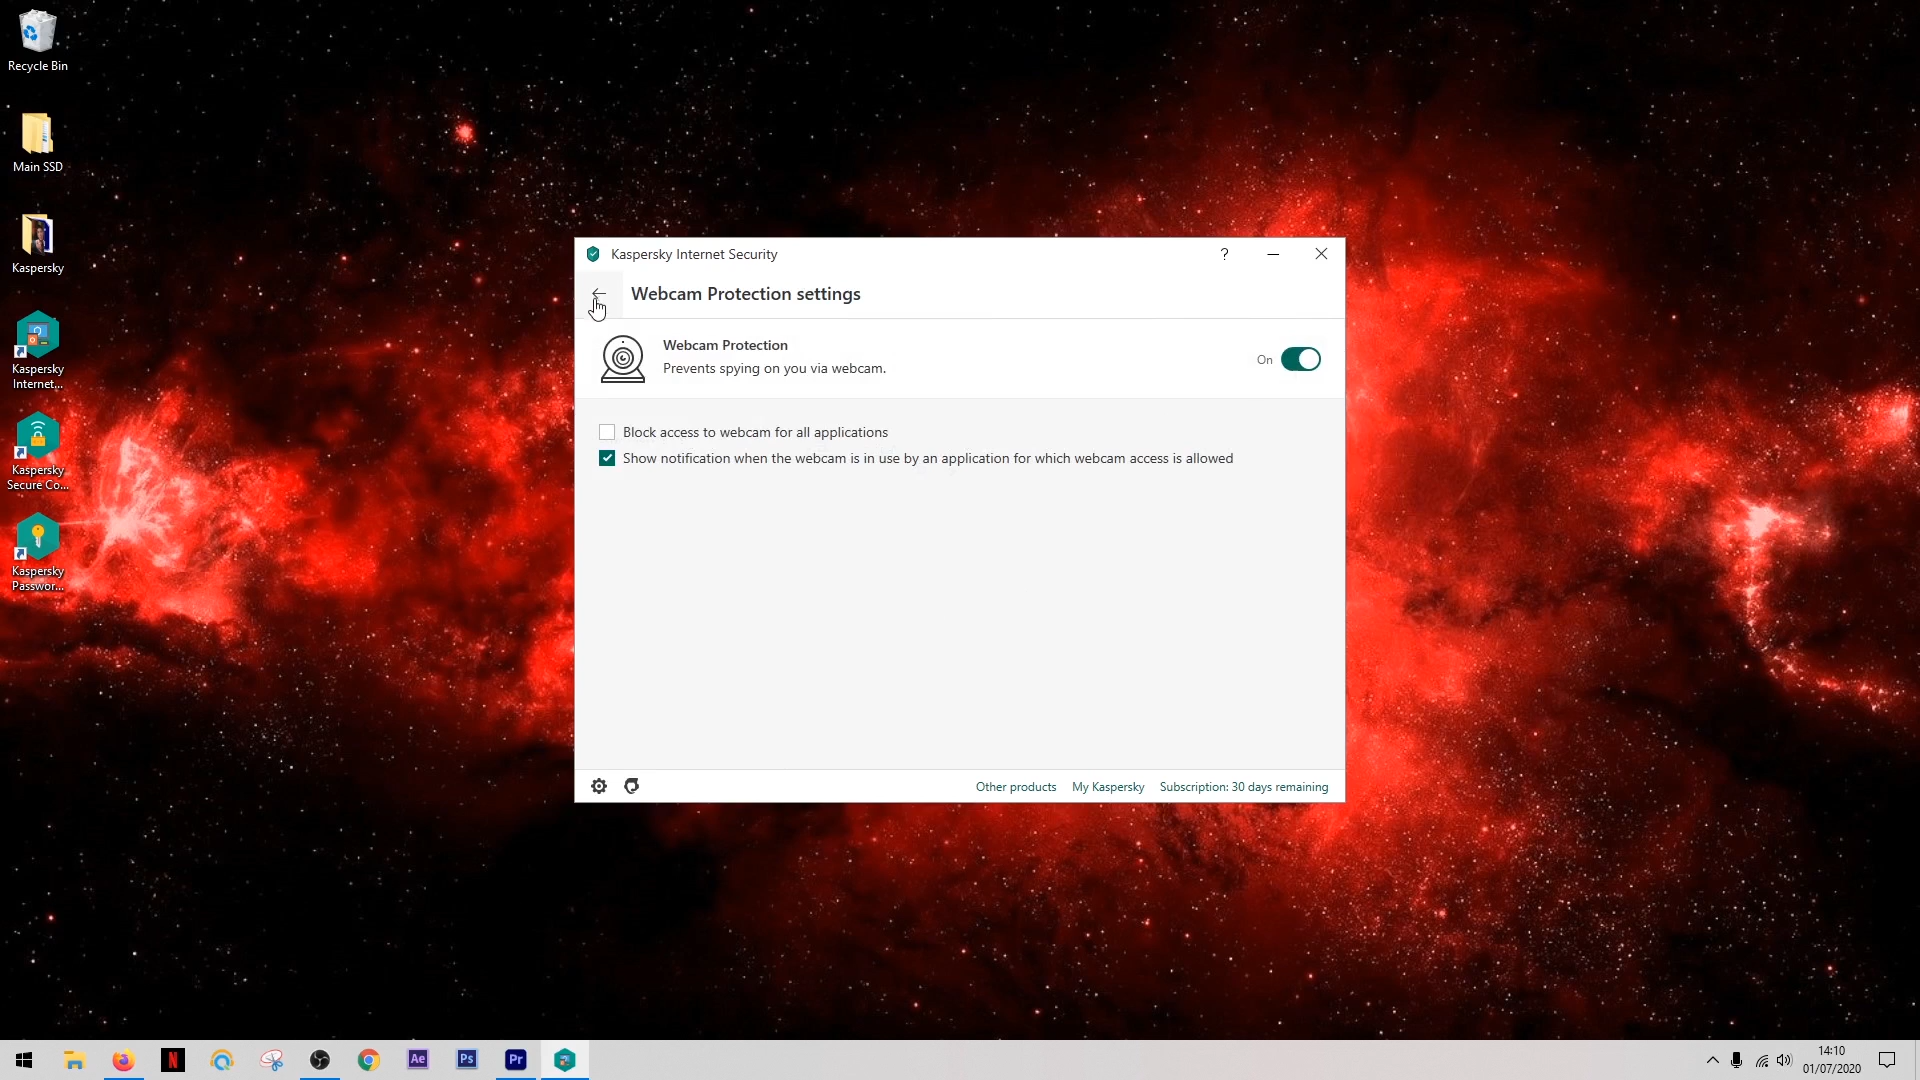 Recycle Bin
Main SSD
Kaspersky
Kaspersky
Internet...
Kaspersky
Secure Co...
Kaspersky
Passwor...
Kaspersky Internet Security
?
Webcam Protection settings
Webcam Protection
Prevents spying on you via webcam.
On
Block access to webcam for all applications
Show notification when the webcam is in use by an application for which webcam access is allowed
Other products My Kaspersky Subscription: 30 days remaining
N
Ae
Ps
Pr
14:10
01/07/2020